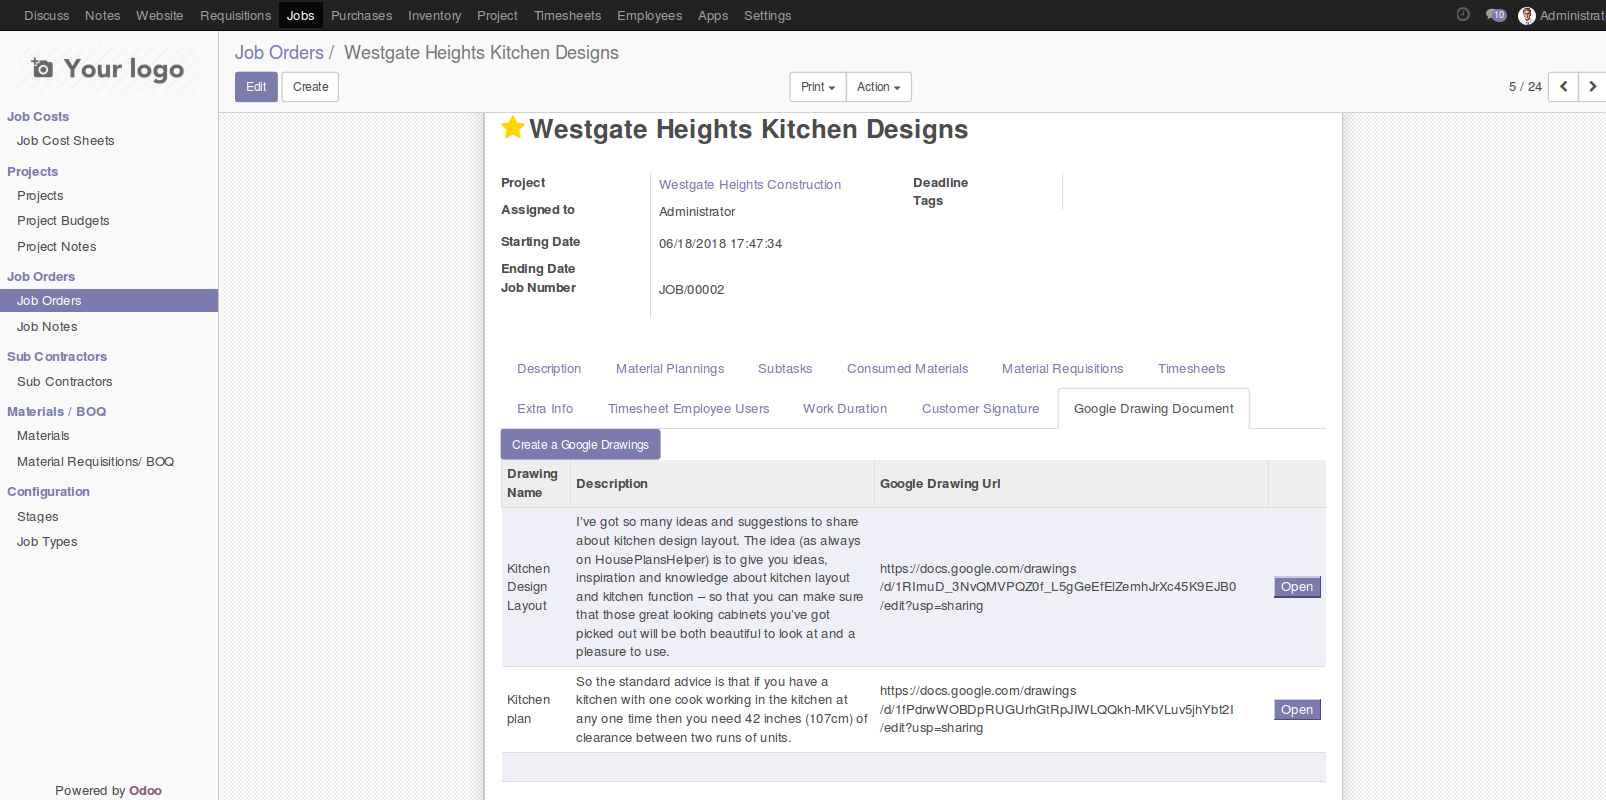 Discuss Notes Website Requisitions Jobs Purchases Inventory Project Timesheets Employees Apps Settings 10 Administrat
Your logo
Job Costs
Job Cost Sheets
Projects
Projects
Project Budgets
Project Notes
Job Orders
Job Orders
Job Notes
Sub Contractors
Sub Contractors
Materials / BOQ
Materials
Material Requisitions/ BOQ
Configuration
Stages
Job Types
Powered by Odoo
Job Orders / Westgate Heights Kitchen Designs
Edit Create Print Action 5 / 24
Westgate Heights Kitchen Designs
Project Westgate Heights Construction
Assigned to Administrator
Starting Date 06/18/2018 17:47:34
Ending Date
Job Number JOB/00002
Deadline
Tags
Description Material Plannings Subtasks Consumed Materials Material Requisitions Timesheets
Extra Info Timesheet Employee Users Work Duration Customer Signature Google Drawing Document
Create a Google Drawings
Drawing
Name
Description
Google Drawing Url
Kitchen
Design
Layout
I've got so many ideas and suggestions to share
about kitchen design layout. The idea (as always
on HousePlansHelper) is to give you ideas,
inspiration and knowledge about kitchen layout
and kitchen function – so that you can make sure
that those great looking cabinets you've got
picked out will be both beautiful to look at and a
pleasure to use.
https://docs.google.com/drawings
/d/1RImuD_3NvQMVPQZ0f_L5gGeEfElZemhJrXc45K9EJB0
/edit?usp=sharing
Open
Kitchen
plan
So the standard advice is that if you have a
kitchen with one cook working in the kitchen at
any one time then you need 42 inches (107cm) of
clearance between two runs of units.
https://docs.google.com/drawings
/d/1fPdrwWOBDpRUGUrhGtRpJIWLQQkh-MKVLuv5jhYbt2I
/edit?usp=sharing
Open